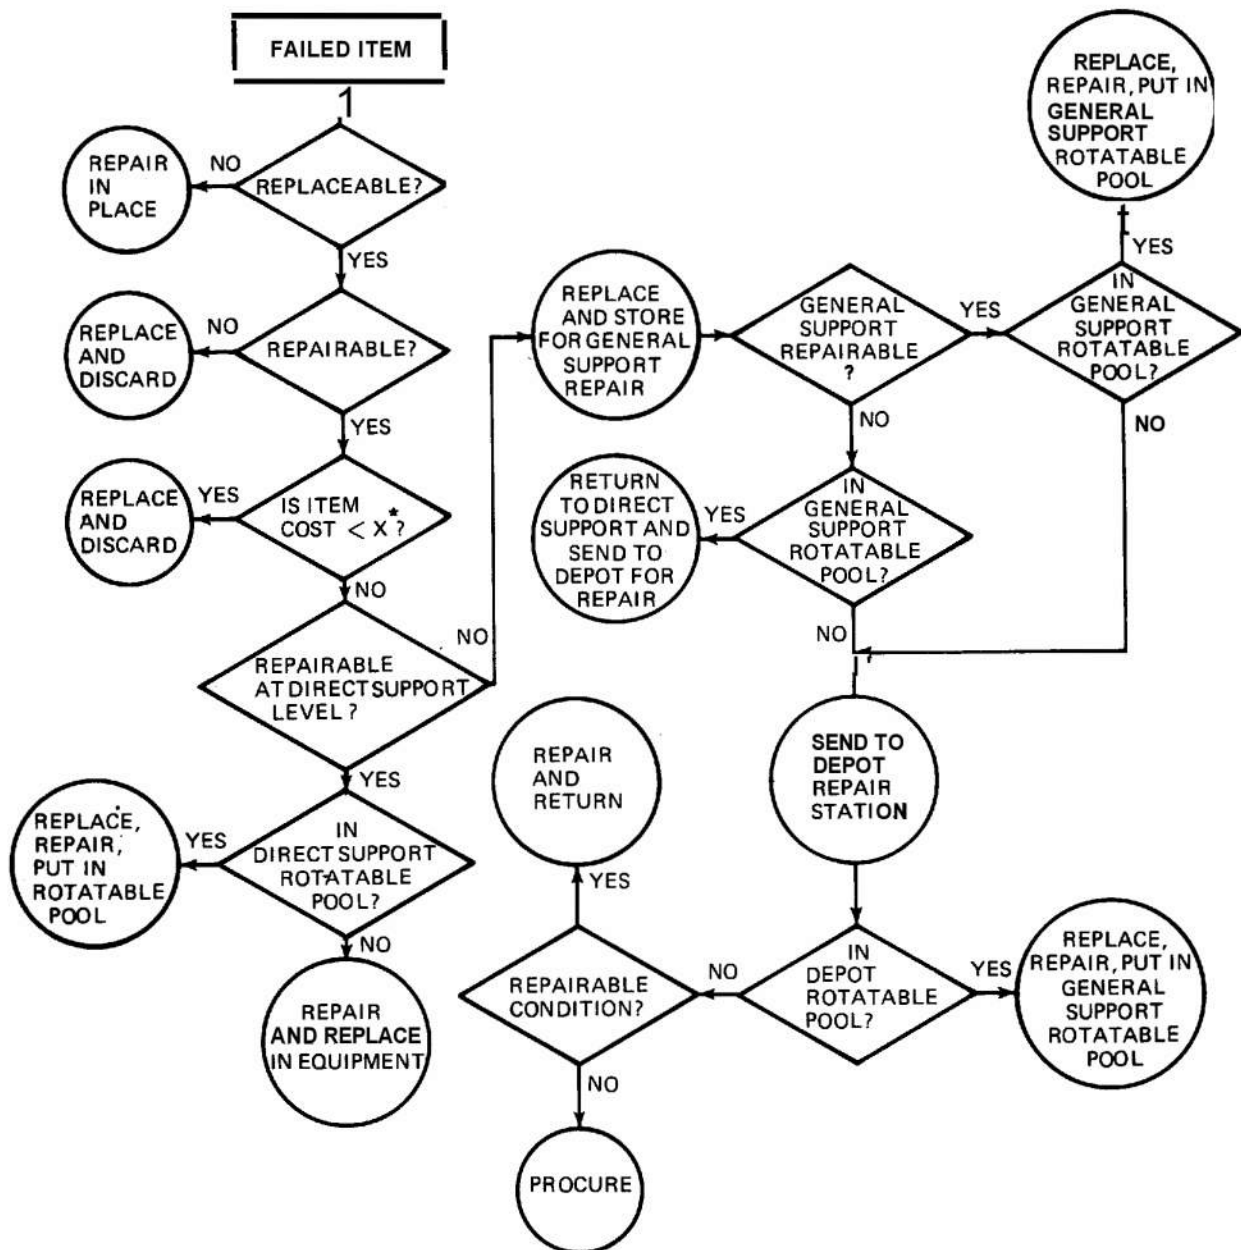 FAILED ITEM
REPAIR
IN
PLACE
NO
REPLACEABLE?
YES
REPLACE
AND
DISCARD
NO
REPAIRABLE?
YES
REPLACE
AND
DISCARD
YES
IS ITEM
COST < X*?
NO
REPAIRABLE
AT DIRECT SUPPORT
LEVEL?
NO
YES
REPLACE,
REPAIR,
PUT IN
ROTATABLE
POOL
YES
IN
DIRECT SUPPORT
ROTATABLE
POOL?
NO
REPAIR
AND REPLACE
IN EQUIPMENT
REPLACE
AND STORE
FOR GENERAL
SUPPORT
REPAIR
GENERAL
SUPPORT
REPAIRABLE
?
YES
NO
IN
GENERAL
SUPPORT
ROTATABLE
POOL?
YES
NO
REPLACE,
REPAIR, PUT IN
GENERAL
SUPPORT
ROTATABLE
POOL
RETURN
TO DIRECT
SUPPORT AND
SEND TO
DEPOT FOR
REPAIR
YES
IN
GENERAL
SUPPORT
ROTATABLE
POOL?
NO
SEND TO
DEPOT
REPAIR
STATION
IN
DEPOT
ROTATABLE
POOL?
YES
REPLACE,
REPAIR, PUT IN
GENERAL
SUPPORT
ROTATABLE
POOL
NO
REPAIRABLE
CONDITION?
YES
REPAIR
AND
RETURN
NO
PROCURE